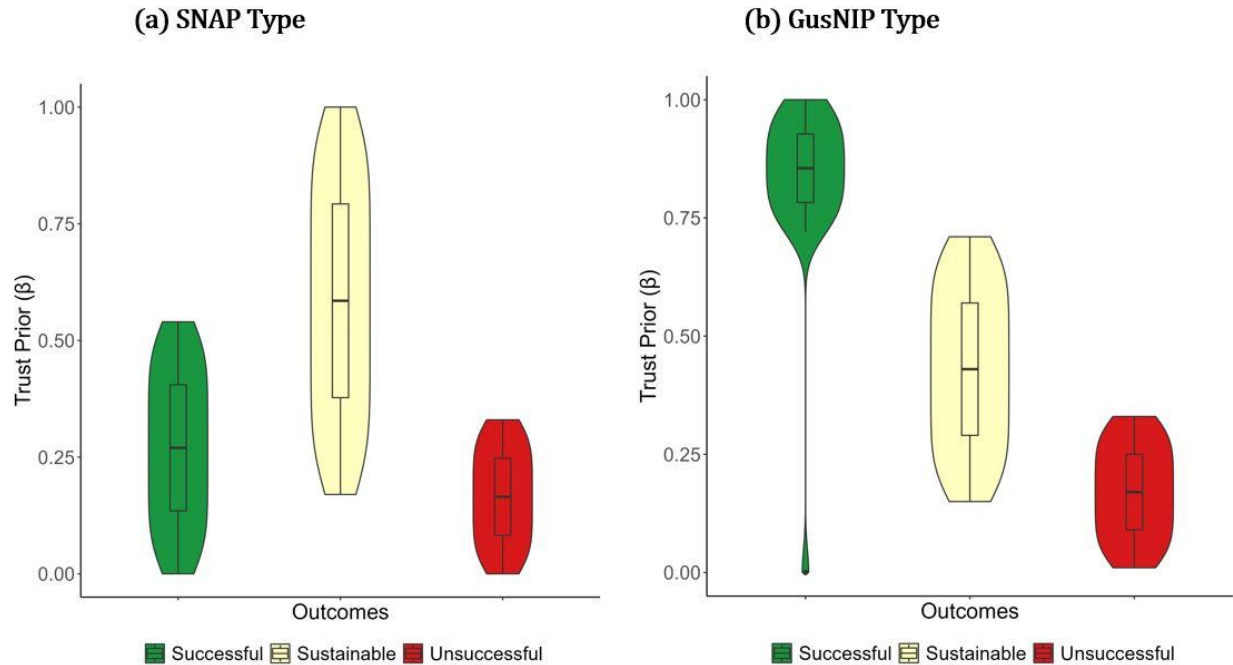 (a) SNAP Type
1.00
0.75
0.50
0.25
0.00
Trust Prior (β)
Outcomes
Successful Sustainable Unsuccessful
(b) GusNIP Type
1.00
0.75
0.50
0.25
0.00
Trust Prior (β)
Outcomes
Successful Sustainable Unsuccessful